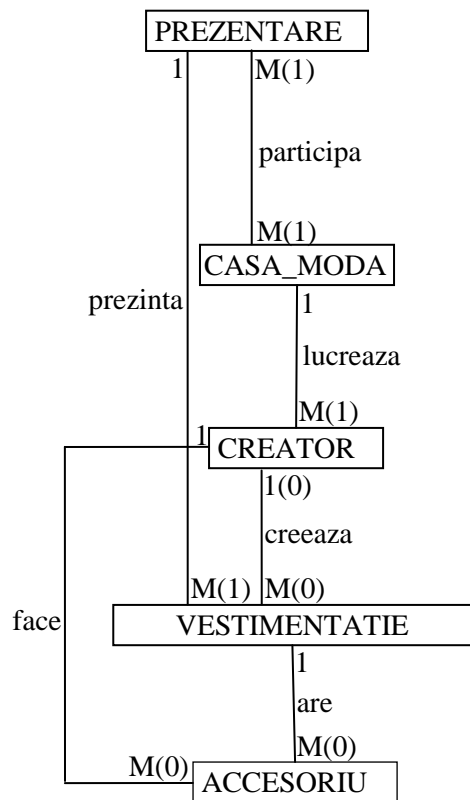 PREZENTARE
1 M(1)
participa
M(1)
CASA_MODA
prezinta
1
lucreaza
M(1)
1
CREATOR
1(0)
creeaza
M(1) M(0)
face
VESTIMENTATIE
1
are
M(0)
M(0)
ACCESORIU